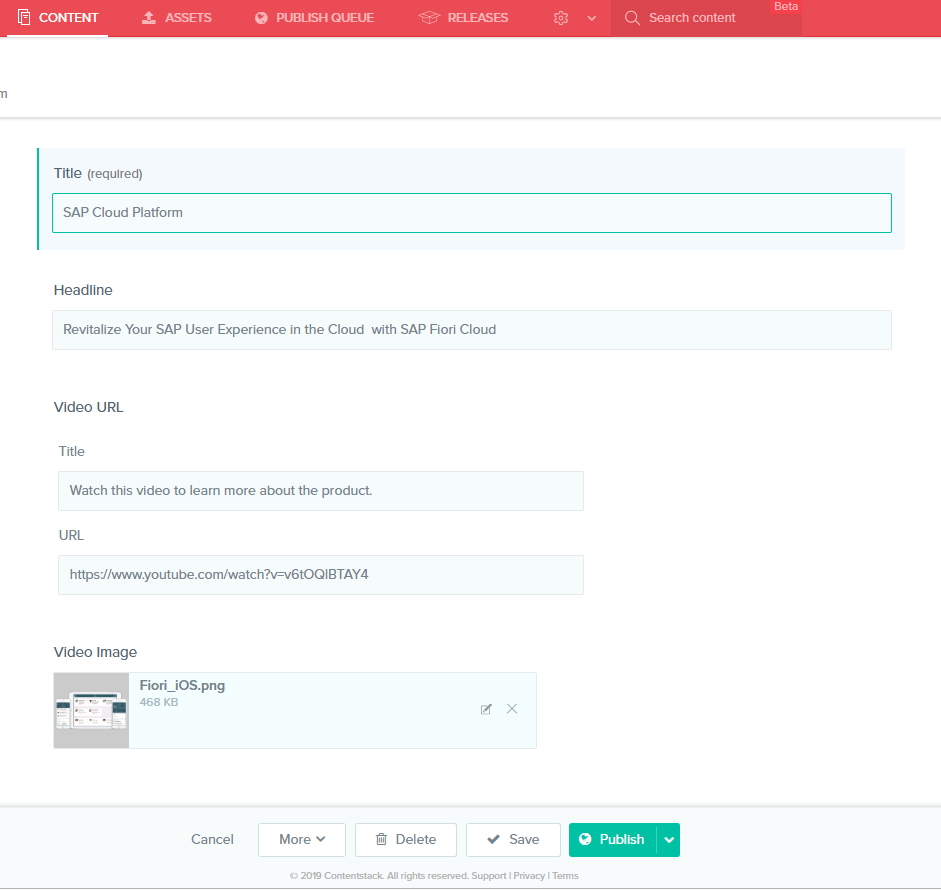 CONTENT ASSETS PUBLISH QUEUE RELEASES Search content Beta
m
Title (required)
SAP Cloud Platform
Headline
Revitalize Your SAP User Experience in the Cloud  with SAP Fiori Cloud
Video URL
Title
Watch this video to learn more about the product.
URL
https://www.youtube.com/watch?v=v6tOQlBTAY4
Video Image
Fiori_iOS.png
468 KB
Cancel More Delete Save Publish
© 2019 Contentstack. All rights reserved. Support | Privacy | Terms